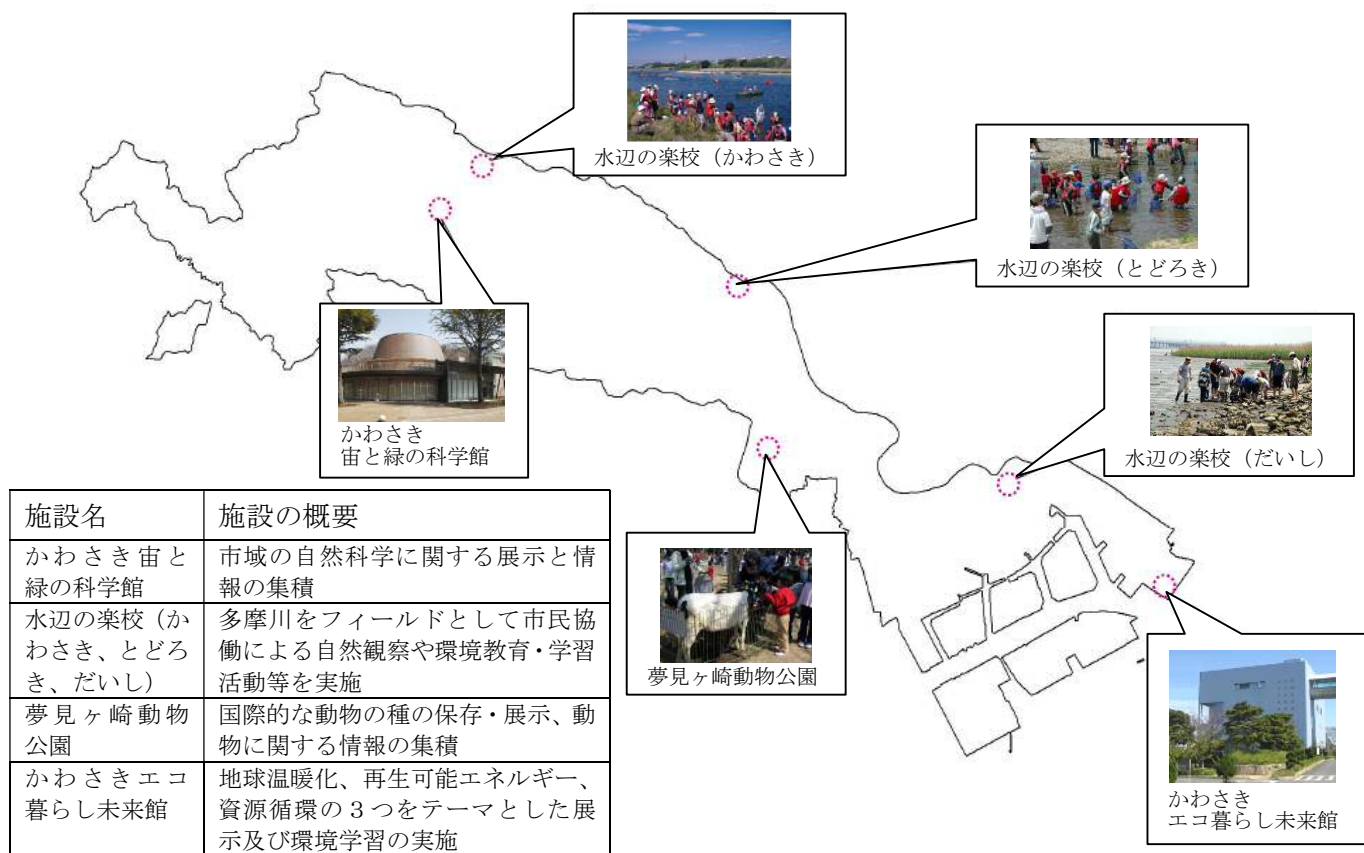 水辺の楽校（かわさき）
水辺の楽校（とどろき）
水辺の楽校（だいし）
かわさき
宙と緑の科学館
夢見ヶ崎動物公園
かわさき
エコ暮らし未来館
施設名 施設の概要
かわさき宙と 市域の自然科学に関する展示と情
緑の科学館 報の集積
水辺の楽校（か 多摩川をフィールドとして市民協
わさき、とどろ 働による自然観察や環境教育・学習
き、だいし） 活動等を実施
夢見ヶ崎動物 国際的な動物の種の保存・展示、動
公園 物に関する情報の集積
かわさきエコ 地球温暖化、再生可能エネルギー、
暮らし未来館 資源循環の３つをテーマとした展
示及び環境学習の実施